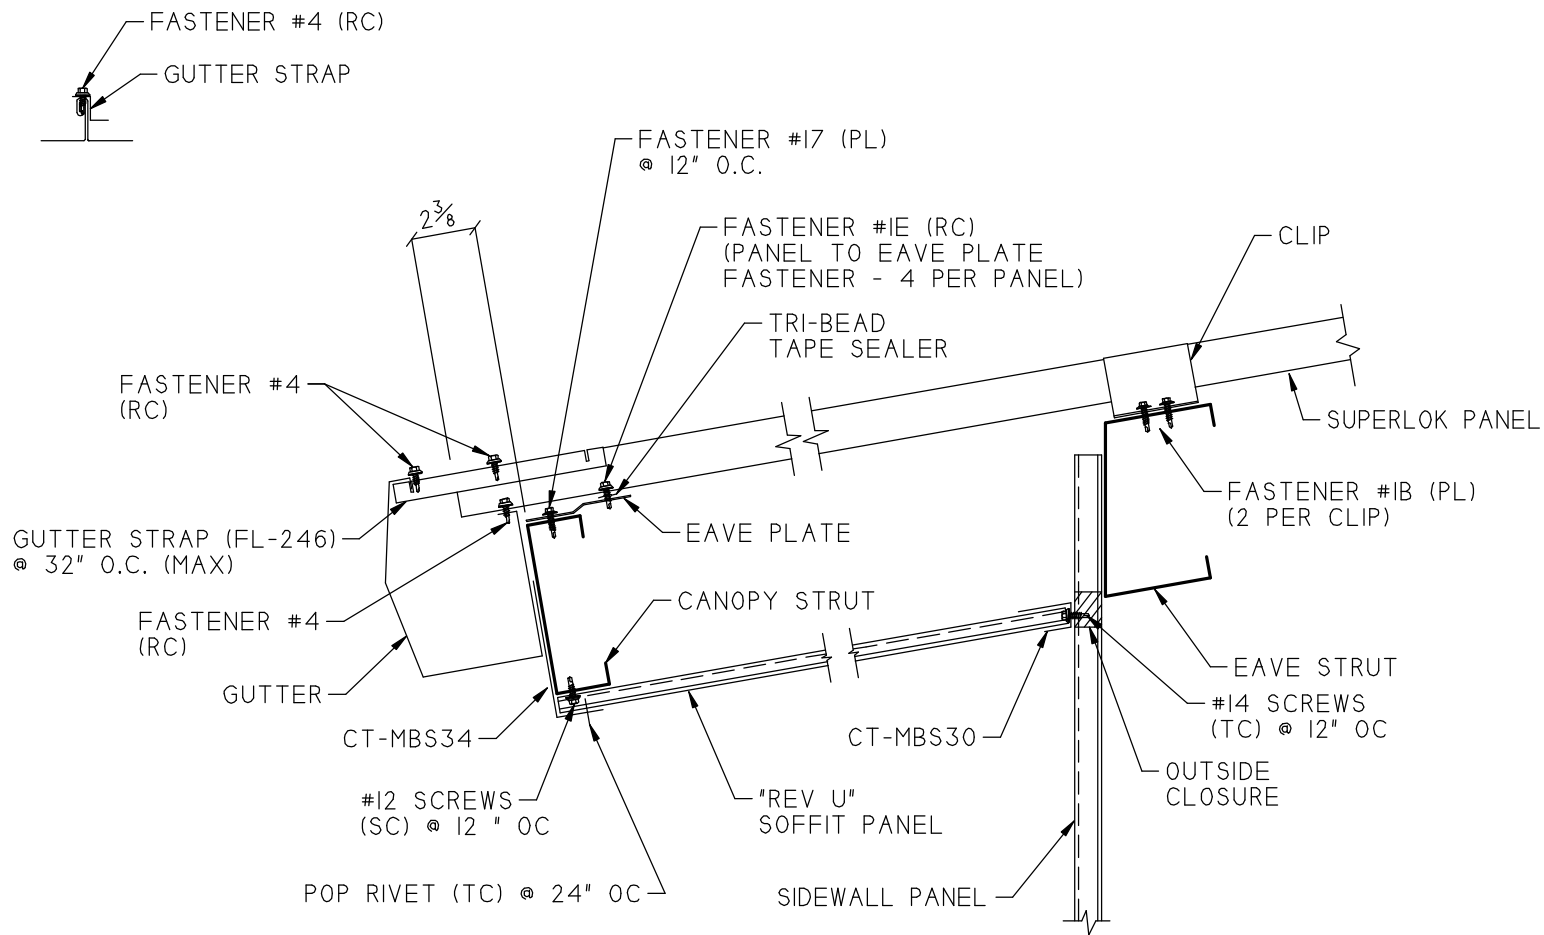 FASTENER #4 (RC)
GUTTER STRAP
FASTENER #17 (PL)
@ 12" O.C.
2 3/8
FASTENER #1E (RC)
(PANEL TO EAVE PLATE
FASTENER - 4 PER PANEL)
CLIP
TRI-BEAD
TAPE SEALER
FASTENER #4
(RC)
SUPERLOK PANEL
FASTENER #1B (PL)
(2 PER CLIP)
GUTTER STRAP (FL-246)
@ 32" O.C. (MAX)
EAVE PLATE
CANOPY STRUT
FASTENER #4
(RC)
GUTTER
EAVE STRUT
#14 SCREWS
(TC) @ 12" OC
CT-MBS34
CT-MBS30
OUTSIDE
CLOSURE
#12 SCREWS
(SC) @ 12 " OC
"REV U"
SOFFIT PANEL
POP RIVET (TC) @ 24" OC
SIDEWALL PANEL